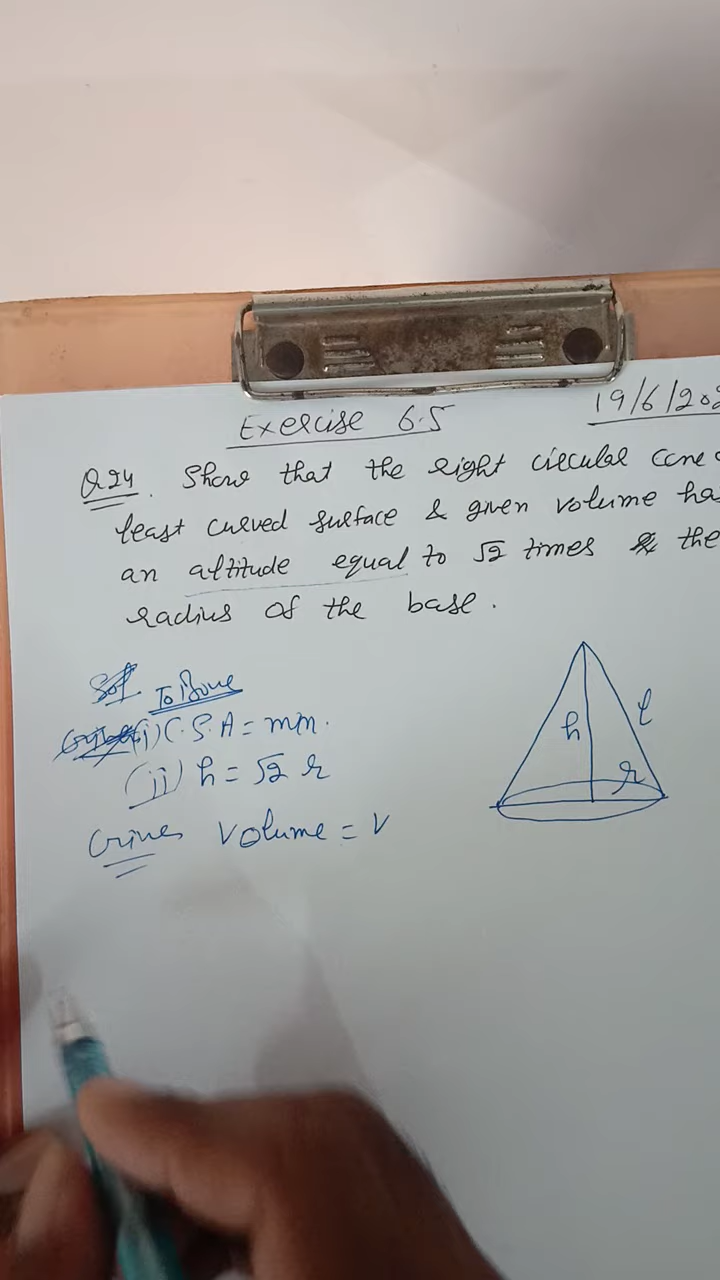 Exercise 6.5
19/6/202
Q24. Show that the right circular cone
least curved surface & given volume ha
an altitude equal to √2 times the
radius of the base.
Sol
To Prove
(i) C.S.A = min.
(ii) h = √2 r
Given Volume = V
h
l
r